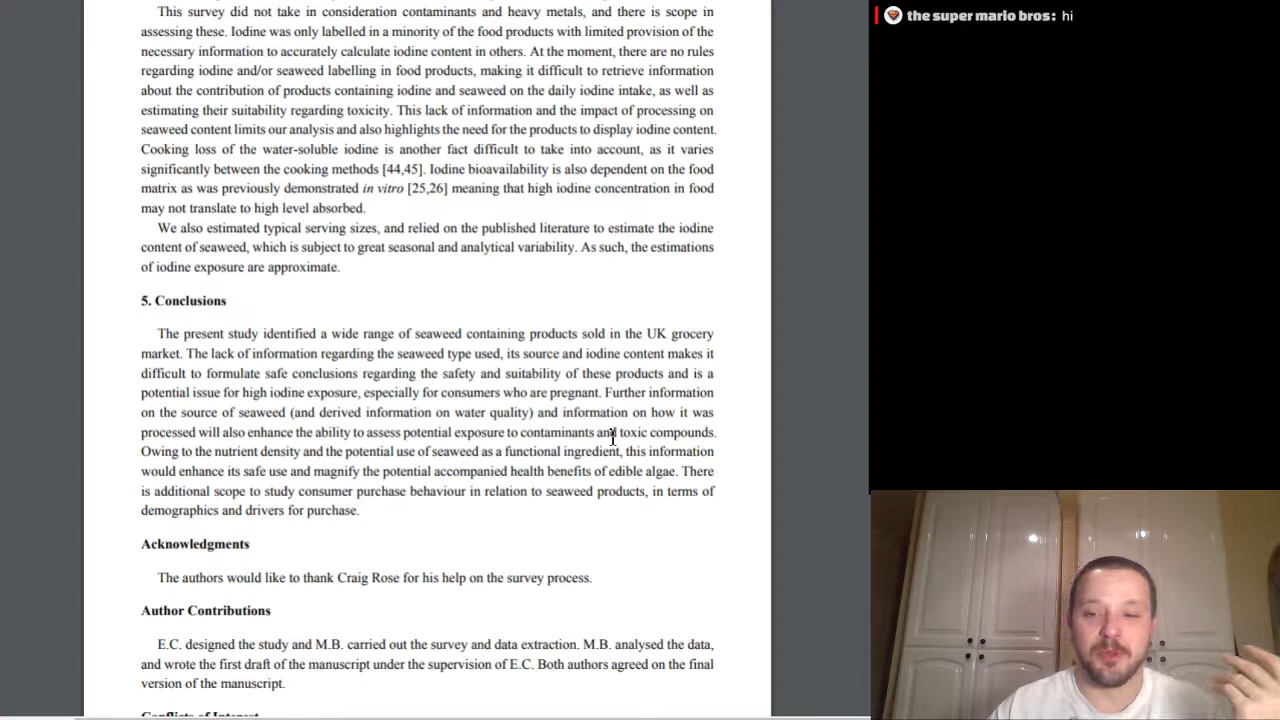 This survey did not take in consideration contaminants and heavy metals, and there is scope in
assessing these. Iodine was only labelled in a minority of the food products with limited provision of the
necessary information to accurately calculate iodine content in others. At the moment, there are no rules
regarding iodine and/or seaweed labelling in food products, making it difficult to retrieve information
about the contribution of products containing iodine and seaweed on the daily iodine intake, as well as
estimating their suitability regarding toxicity. This lack of information and the impact of processing on
seaweed content limits our analysis and also highlights the need for the products to display iodine content.
Cooking loss of the water-soluble iodine is another fact difficult to take into account, as it varies
significantly between the cooking methods [44,45]. Iodine bioavailability is also dependent on the food
matrix as was previously demonstrated in vitro [25,26] meaning that high iodine concentration in food
may not translate to high level absorbed.
We also estimated typical serving sizes, and relied on the published literature to estimate the iodine
content of seaweed, which is subject to great seasonal and analytical variability. As such, the estimations
of iodine exposure are approximate.
5. Conclusions
The present study identified a wide range of seaweed containing products sold in the UK grocery
market. The lack of information regarding the seaweed type used, its source and iodine content makes it
difficult to formulate safe conclusions regarding the safety and suitability of these products and is a
potential issue for high iodine exposure, especially for consumers who are pregnant. Further information
on the source of seaweed (and derived information on water quality) and information on how it was
processed will also enhance the ability to assess potential exposure to contaminants and toxic compounds.
Owing to the nutrient density and the potential use of seaweed as a functional ingredient, this information
would enhance its safe use and magnify the potential accompanied health benefits of edible algae. There
is additional scope to study consumer purchase behaviour in relation to seaweed products, in terms of
demographics and drivers for purchase.
Acknowledgments
The authors would like to thank Craig Rose for his help on the survey process.
Author Contributions
E.C. designed the study and M.B. carried out the survey and data extraction. M.B. analysed the data,
and wrote the first draft of the manuscript under the supervision of E.C. Both authors agreed on the final
version of the manuscript.
Conflicts of Interest
the super mario bros: hi